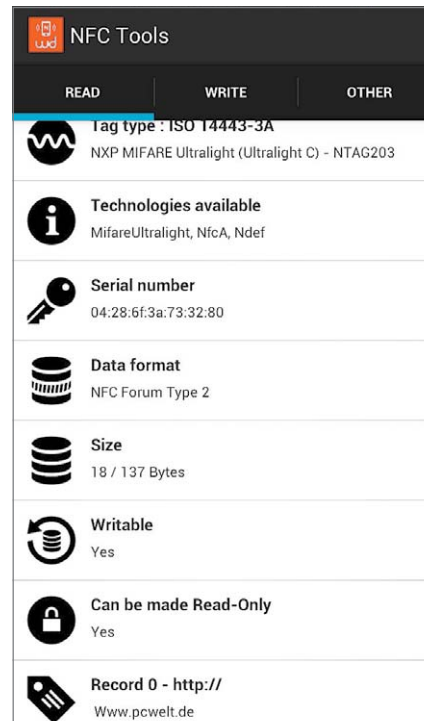 NFC Tools
READ WRITE OTHER
Tag type : ISO 14443-3A
NXP MIFARE Ultralight (Ultralight C) - NTAG203
Technologies available
MifareUltralight, NfcA, Ndef
Serial number
04:28:6f:3a:73:32:80
Data format
NFC Forum Type 2
Size
18 / 137 Bytes
Writable
Yes
Can be made Read-Only
Yes
Record 0 - http://
Www.pcwelt.de